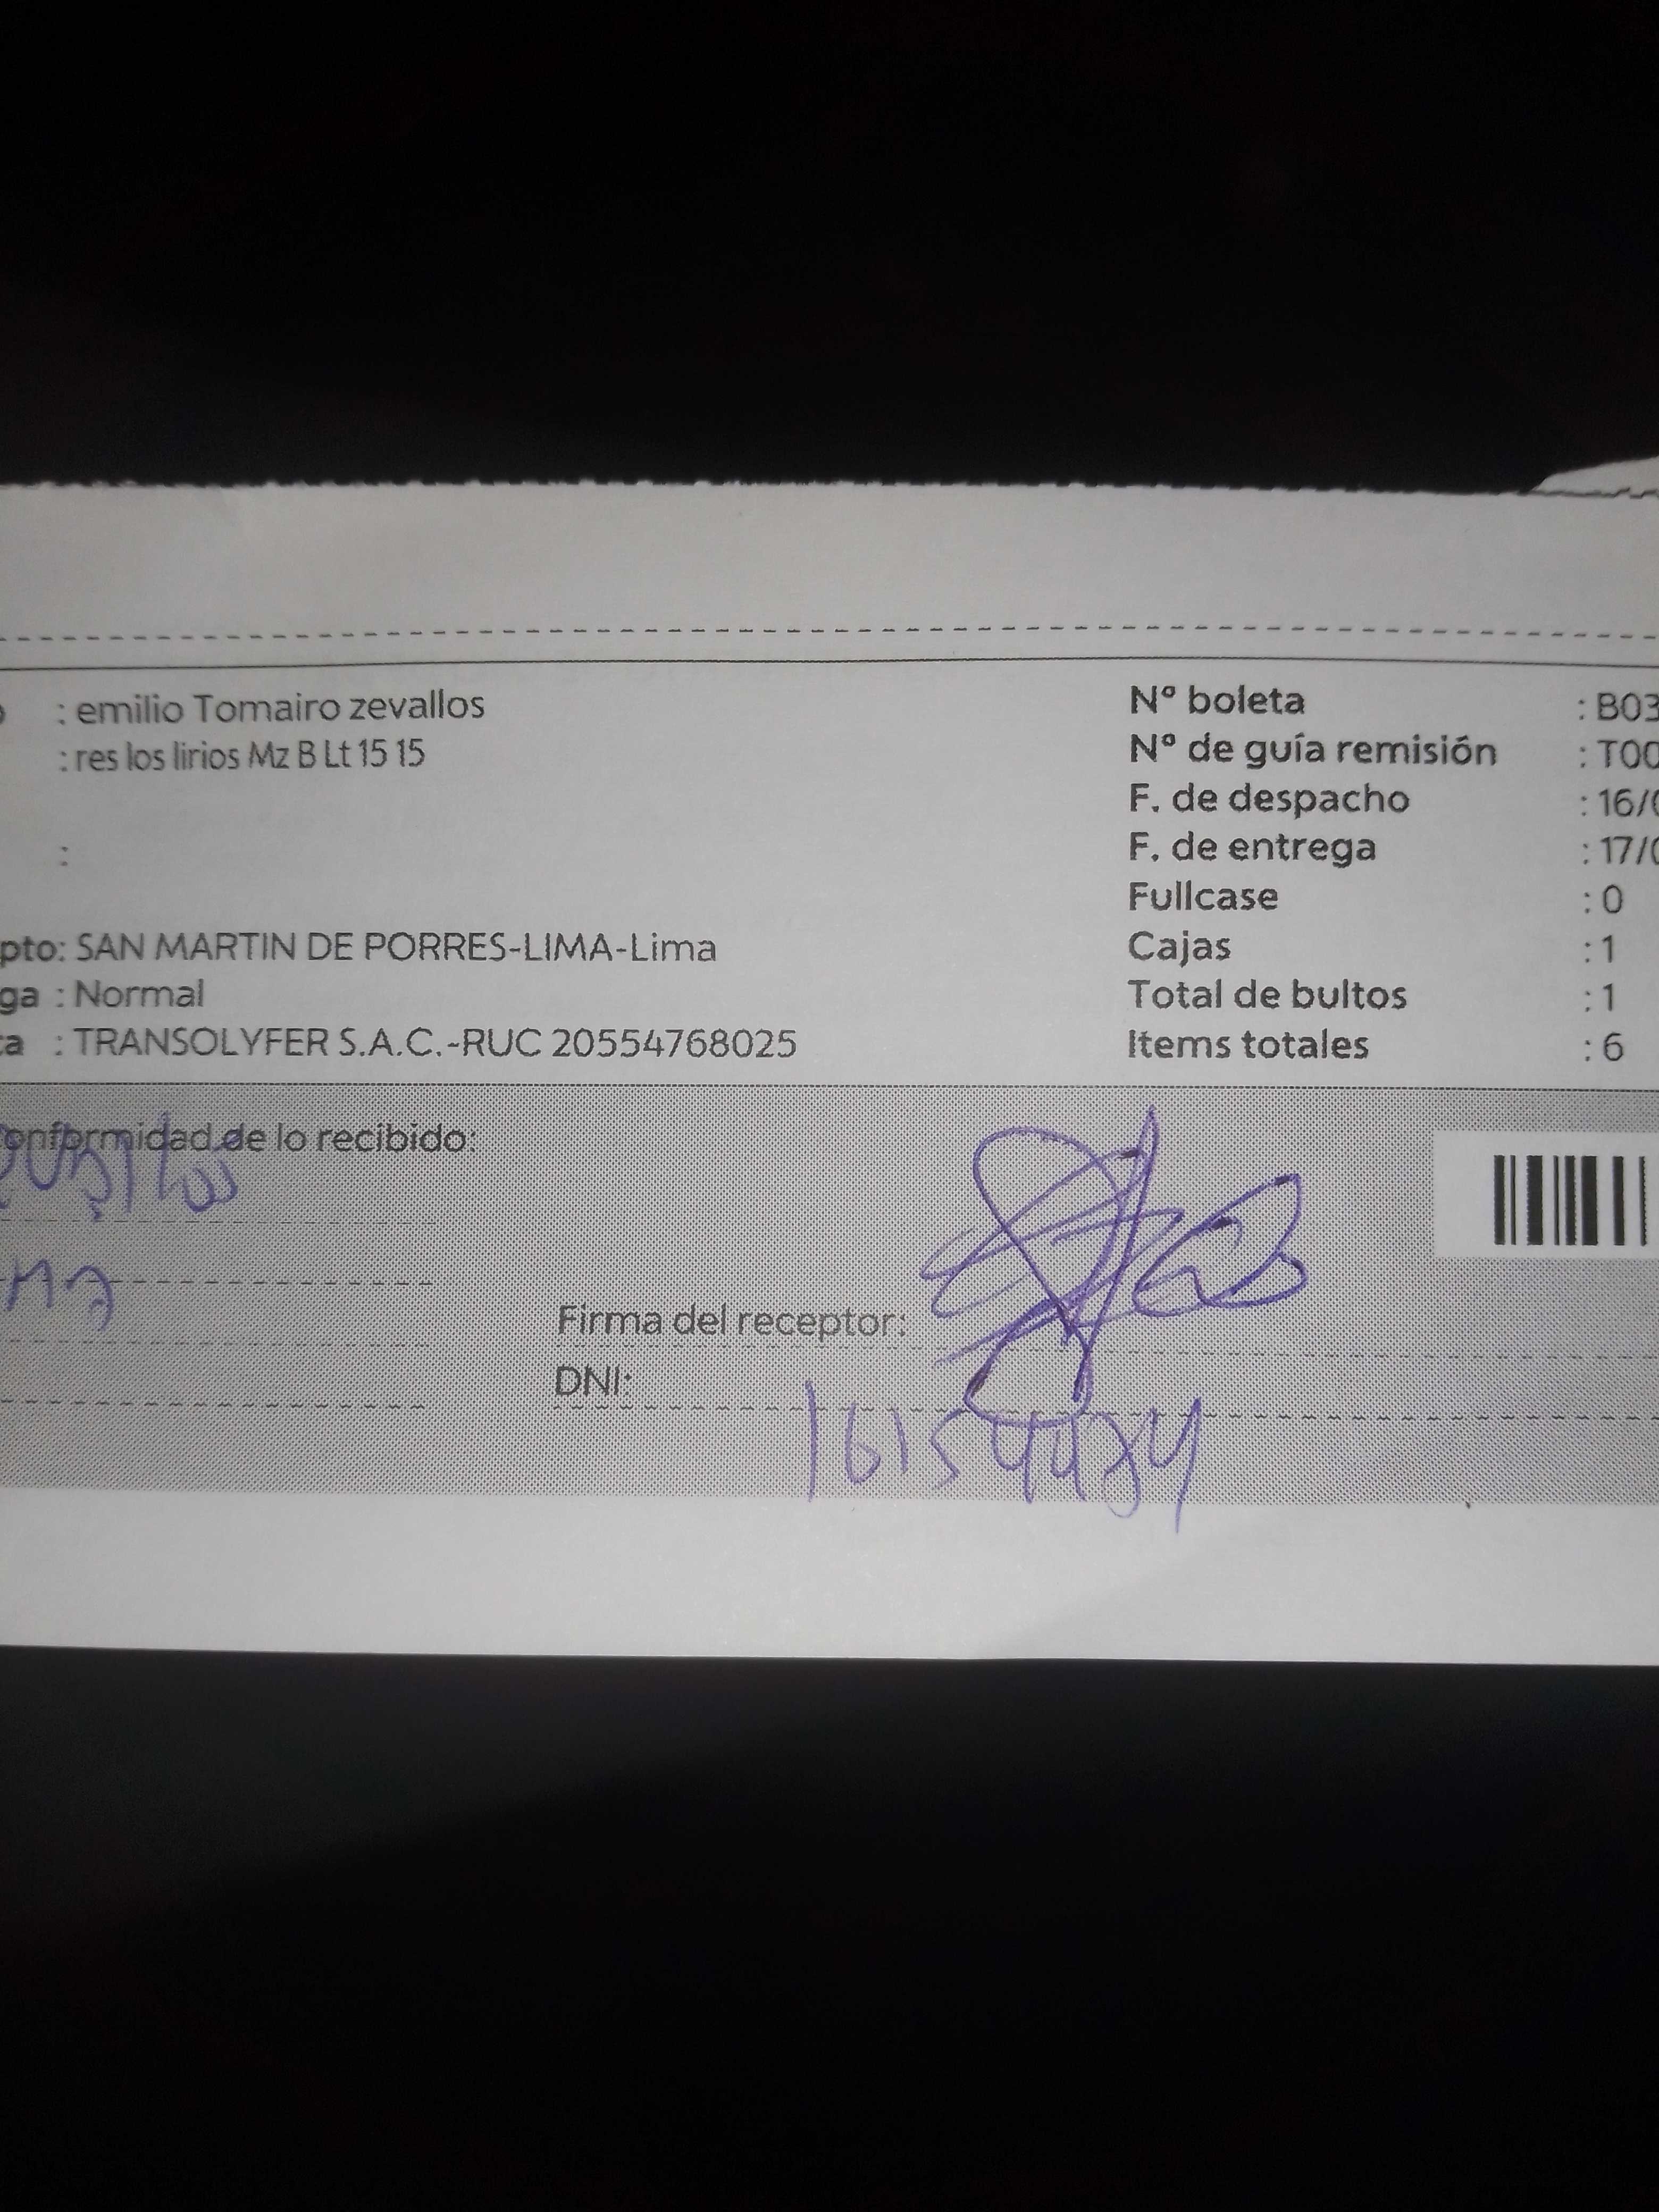 : emilio Tomairo zevallos
: res los lirios Mz B Lt 15 15
:
pto: SAN MARTIN DE PORRES-LIMA-Lima
ga : Normal
ta : TRANSOLYFER S.A.C.-RUC 20554768025
Nº boleta : B03
Nº de guía remisión : T00
F. de despacho : 16/0
F. de entrega : 17/0
Fullcase : 0
Cajas : 1
Total de bultos : 1
Items totales : 6
onformidad de lo recibido:
Firma del receptor:
DNI: